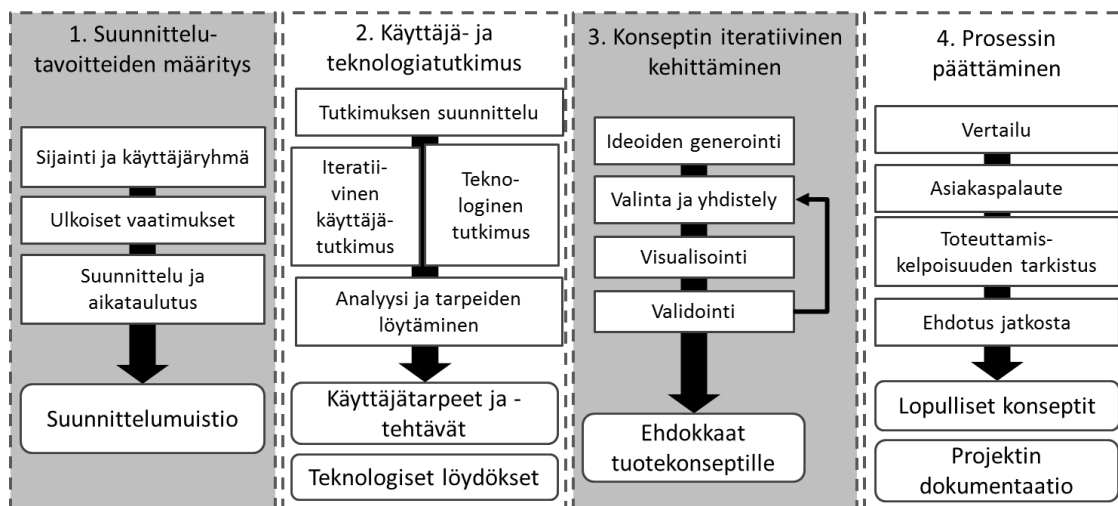 1. Suunnittelu-
tavoitteiden määritys
Sijainti ja käyttäjäryhmä
Ulkoiset vaatimukset
Suunnittelu ja
aikataulutus
Suunnittelumuistio
2. Käyttäjä- ja
teknologiatutkimus
Tutkimuksen suunnittelu
Iteratii-
vinen
käyttäjä-
tutkimus
Tekno-
loginen
tutkimus
Analyysi ja tarpeiden
löytäminen
Käyttäjätarpeet ja -
tehtävät
Teknologiset löydökset
3. Konseptin iteratiivinen
kehittäminen
Ideoiden generointi
Valinta ja yhdistely
Visualisointi
Validointi
Ehdokkaat
tuotekonseptille
4. Prosessin
päättäminen
Vertailu
Asiakaspalaute
Toteuttamis-
kelpoisuuden tarkistus
Ehdotus jatkosta
Lopulliset konseptit
Projektin
dokumentaatio